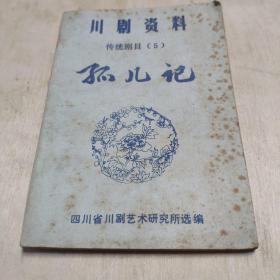 川剧资料
传统剧目（5）
孤儿记
四川省川剧艺术研究所选编